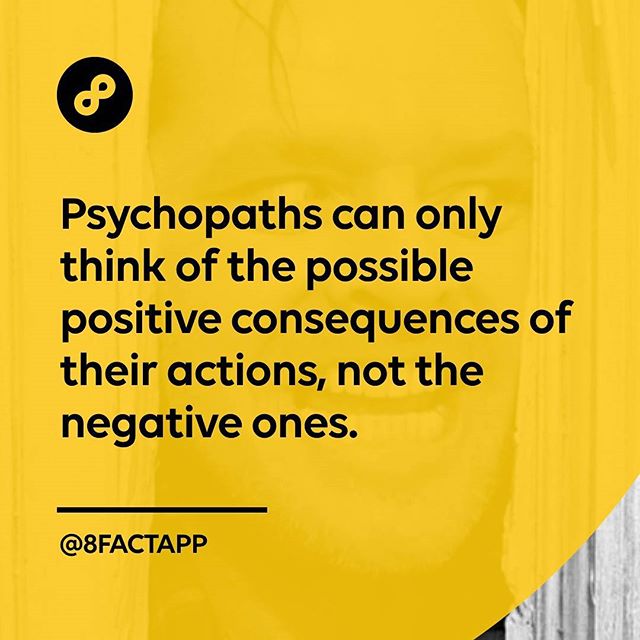 Psychopaths can only
think of the possible
positive consequences of
their actions, not the
negative ones.
@8FACTAPP